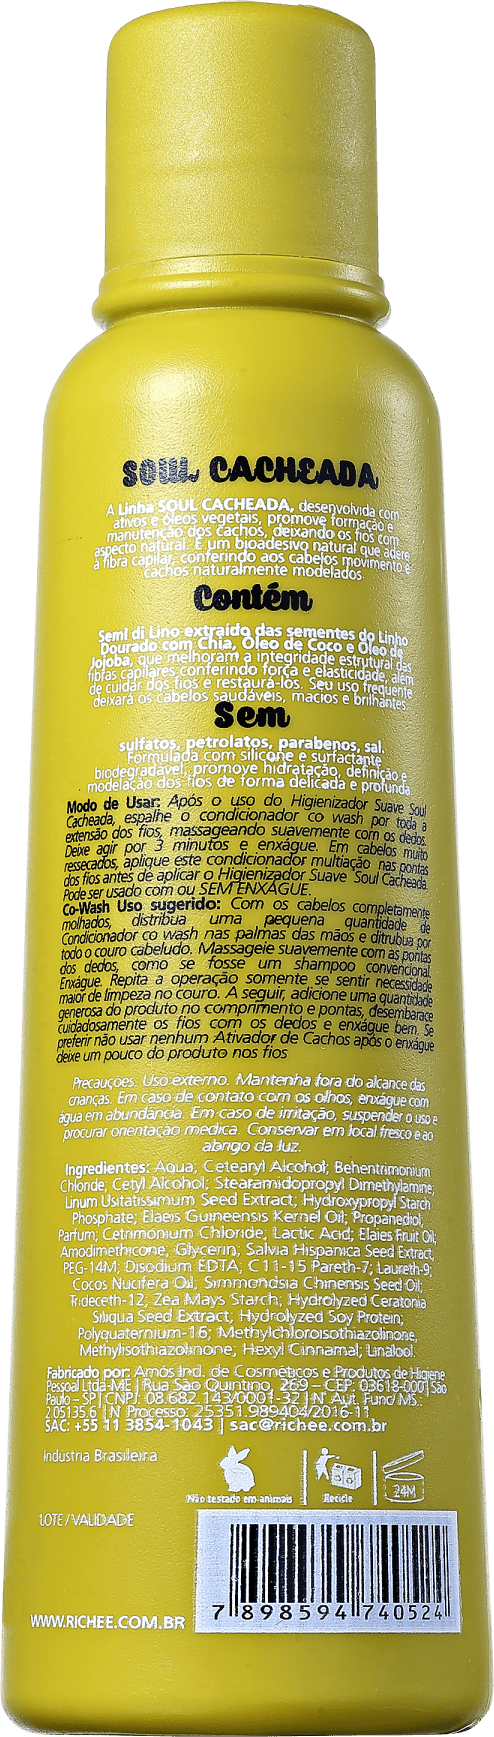 SOUL CACHEADA
A Linha SOUL CACHEADA, desenvolvida com
ativos e óleos vegetais, promove formação e
manutenção dos cachos, deixando os fios com
aspecto natural. É um bioadesivo natural que adere
à fibra capilar, conferindo aos cabelos movimento e
cachos naturalmente modelados.
Contém
Seml di Lino extraído das sementes do Linho
Dourado com Chia, Óleo de Coco e Óleo de
Jojoba, que melhoram a integridade estrutural das
fibras capilares conferindo força e elasticidade, além
de cuidar dos fios e restaurá-los. Seu uso frequente
deixará os cabelos saudáveis, macios e brilhantes
Sem
sulfatos, petrolatos, parabenos, sal.
Formulada com silicone e surfactante
biodegradável, promove hidratação, definição e
modelação dos fios de forma delicada e profunda.
Modo de Usar: Após o uso do Higienizador Suave Soul
Cacheada, espalhe o condicionador co wash por toda a
extensão dos fios, massageando suavemente com os dedos.
Deixe agir por 3 minutos e enxágue. Em cabelos muito
ressecados, aplique este condicionador multiação nas pontas
dos fios antes de aplicar o Higienizador Suave Soul Cacheada.
Pode ser usado com ou SEM ENXÁGUE.
Co-Wash Uso sugerido: Com os cabelos completamente
molhados, distribua uma pequena quantidade de
Condicionador co wash nas palmas das mãos e ditrubua por
todo o couro cabeludo. Massageie suavemente com as pontas
dos dedos, como se fosse um shampoo convencional.
Enxágue. Repita a operação somente se sentir necessidade
maior de limpeza no couro. A seguir, adicione uma quantidade
generosa do produto no comprimento e pontas, desembarace
cuidadosamente os fios com os dedos e enxágue bem. Se
preferir não usar nenhum Ativador de Cachos após o enxágue
deixe um pouco do produto nos fios
Precauções: Uso externo. Mantenha fora do alcance das
crianças. Em caso de contato com os olhos, enxágue com
água em abundância. Em caso de irritação, suspender o uso e
procurar orientação médica. Conservar em local fresco e ao
abrigo da luz.
Ingredientes: Aqua, Cetearyl Alcohol; Behentrimonium
Chloride; Cetyl Alcohol; Stearamidopropyl Dimethylamine;
Linum Usitatissimum Seed Extract; Hydroxypropyl Starch
Phosphate; Elaeis Guineensis Kernel Oil; Propanediol;
Parfum; Cetrimonium Chloride, Lactic Acid; Elaeis Fruit Oil;
Amodimethicone, Glycerin; Salvia Hispanica Seed Extract;
PEG-14M; Disodium EDTA, C11-15 Pareth-7; Laureth-9;
Cocos Nucifera Oil; Simmondsia Chinensis Seed Oil;
Trideceth-12; Zea Mays Starch; Hydrolyzed Ceratonia
Siliqua Seed Extract; Hydrolyzed Soy Protein;
Polyquaternium-16; Methylchloroisothiazolinone,
Methylisothiazolinone; Hexyl Cinnamal; Linalool
Fabricado por: Amós Ind. de Cosméticos e Produtos de Higiene
Pessoal Ltda-ME | Rua São Quintino, 269 – CEP: 03618-000 | São
Paulo – SP | CNPJ: 08.682.143/0001-32 | N° Aut. Func/MS.:
2.05135.6 | N° Processo: 25351.989404/2016-11
SAC: +55 11 3854-1043 | sac@richee.com.br
Indústria Brasileira
Não testado em animais
Recicle
24M
LOTE / VALIDADE
WWW.RICHEE.COM.BR
7 898594 740524